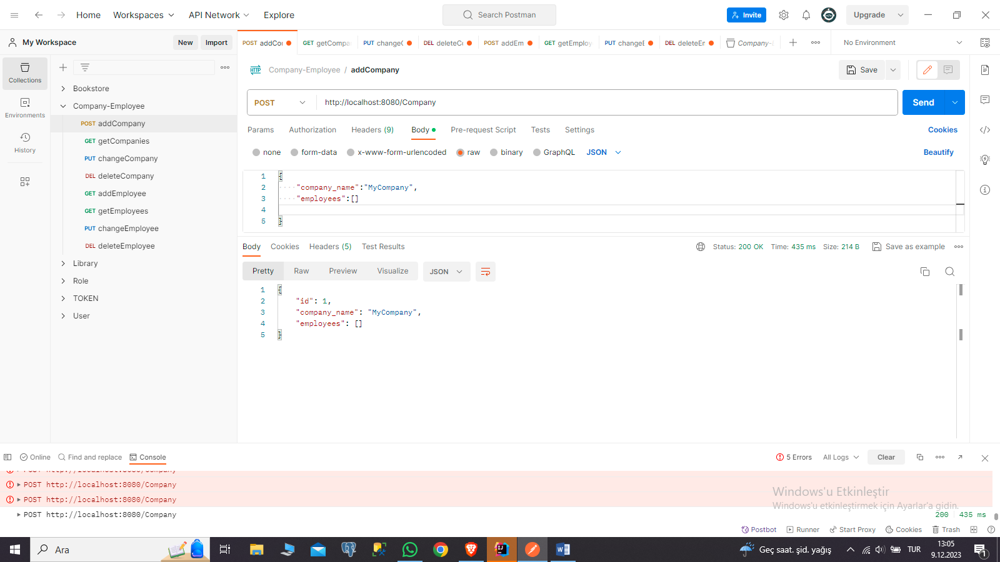 Home Workspaces API Network Explore Search Postman Invite Upgrade
My Workspace New Import
POST addCo GET getCompa PUT change DEL deleteC POST addEm GET getEmploy PUT change DEL deleteEm Company-E No Environment
Collections
Environments
History
Bookstore
Company-Employee
POST addCompany
GET getCompanies
PUT changeCompany
DEL deleteCompany
GET addEmployee
GET getEmployees
PUT changeEmployee
DEL deleteEmployee
Library
Role
TOKEN
User
HTTP Company-Employee / addCompany Save
POST http://localhost:8080/Company Send
Params Authorization Headers (9) Body Pre-request Script Tests Settings Cookies
none form-data x-www-form-urlencoded raw binary GraphQL JSON Beautify
1 {
2 "company_name":"MyCompany",
3 "employees":[]
4
5 }
Body Cookies Headers (5) Test Results Status: 200 OK Time: 435 ms Size: 214 B Save as example
Pretty Raw Preview Visualize JSON
1 {
2 "id": 1,
3 "company_name": "MyCompany",
4 "employees": []
5 }
Online Find and replace Console 5 Errors All Logs Clear
POST http://localhost:8080/Company
POST http://localhost:8080/Company
POST http://localhost:8080/Company
POST http://localhost:8080/Company 200 435 ms
Windows'u Etkinleştir
Windows'u etkinleştirmek için Ayarlar'a gidin.
Postbot Runner Start Proxy Cookies Trash
Ara Geç saat. şid. yağış TUR 13:05
9.12.2023 1